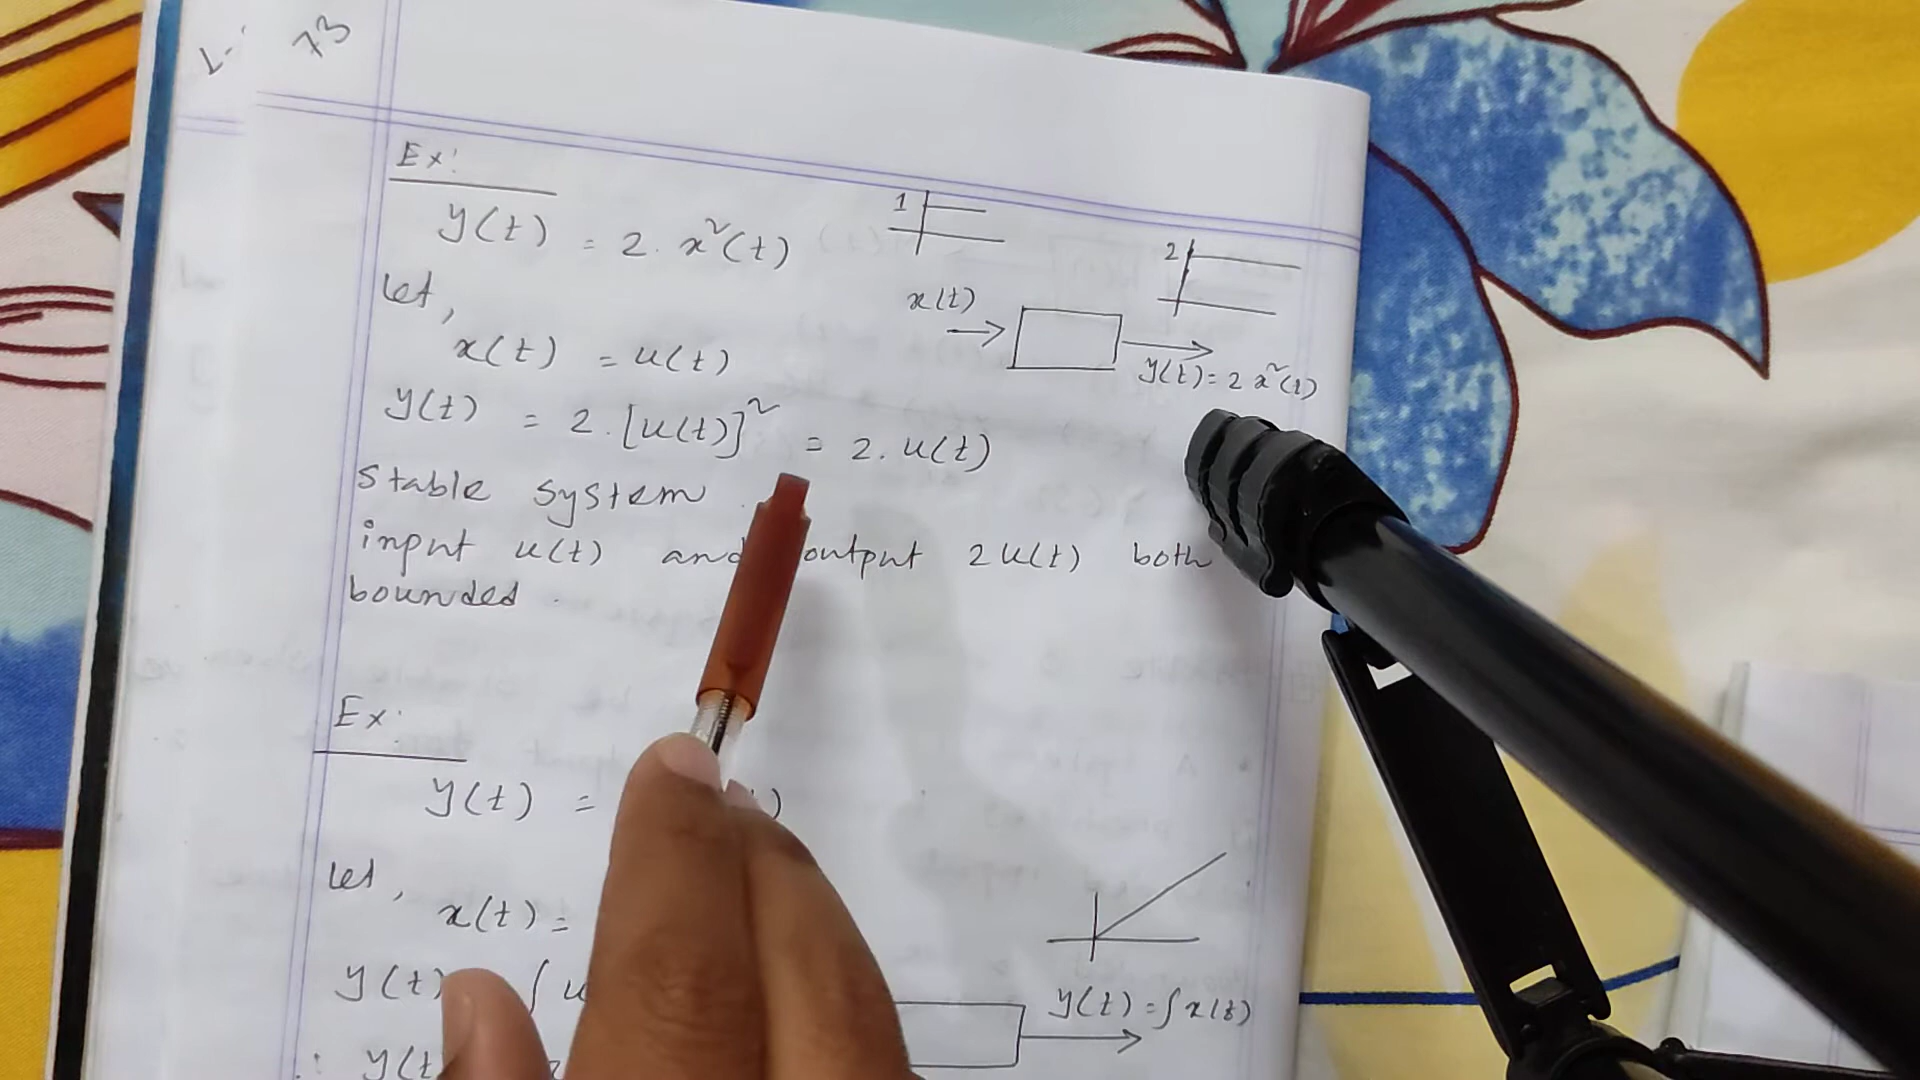 L- 73
Ex:
y(t) = 2. x²(t)
1
2
Let,
x(t)
x(t) = u(t)
y(t) = 2 x²(t)
y(t) = 2. [u(t)]² = 2. u(t)
Stable system.
input u(t) and output 2u(t) both
bounded.
Ex:
y(t) =
Let,
x(t) =
y(t) ∫ u
y(t) = ∫ x(t)
∴ y(t